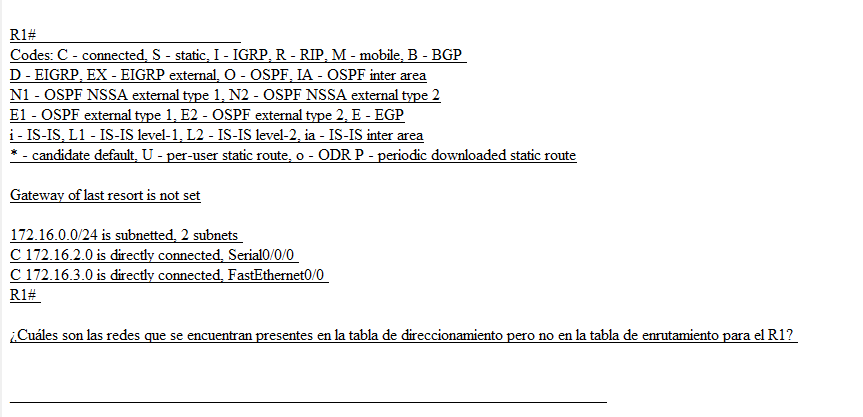 R1#
Codes: C - connected, S - static, I - IGRP, R - RIP, M - mobile, B - BGP
D - EIGRP, EX - EIGRP external, O - OSPF, IA - OSPF inter area
N1 - OSPF NSSA external type 1, N2 - OSPF NSSA external type 2
E1 - OSPF external type 1, E2 - OSPF external type 2, E - EGP
i - IS-IS, L1 - IS-IS level-1, L2 - IS-IS level-2, ia - IS-IS inter area
* - candidate default, U - per-user static route, o - ODR P - periodic downloaded static route
Gateway of last resort is not set
172.16.0.0/24 is subnetted, 2 subnets
C 172.16.2.0 is directly connected, Serial0/0/0
C 172.16.3.0 is directly connected, FastEthernet0/0
R1#
¿Cuáles son las redes que se encuentran presentes en la tabla de direccionamiento pero no en la tabla de enrutamiento para el R1?